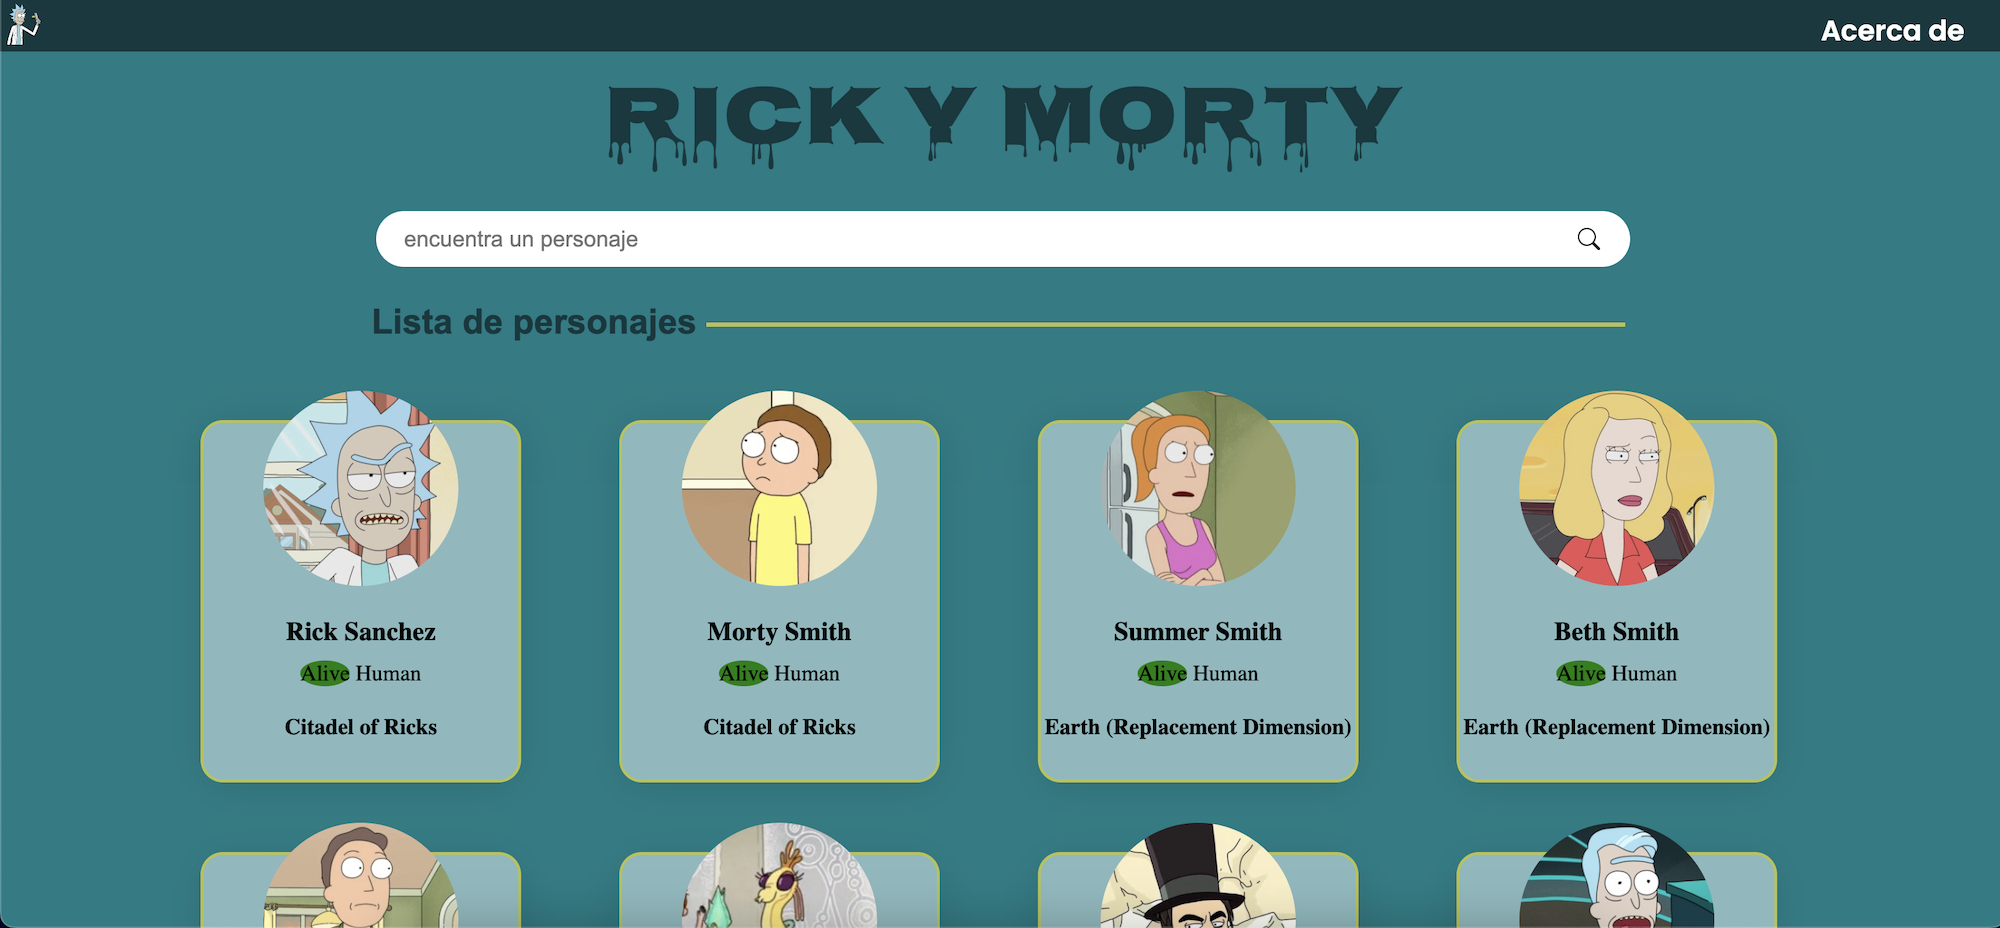 Acerca de
RICK Y MORTY
encuentra un personaje
Lista de personajes
Rick Sanchez
Alive Human
Citadel of Ricks
Morty Smith
Alive Human
Citadel of Ricks
Summer Smith
Alive Human
Earth (Replacement Dimension)
Beth Smith
Alive Human
Earth (Replacement Dimension)